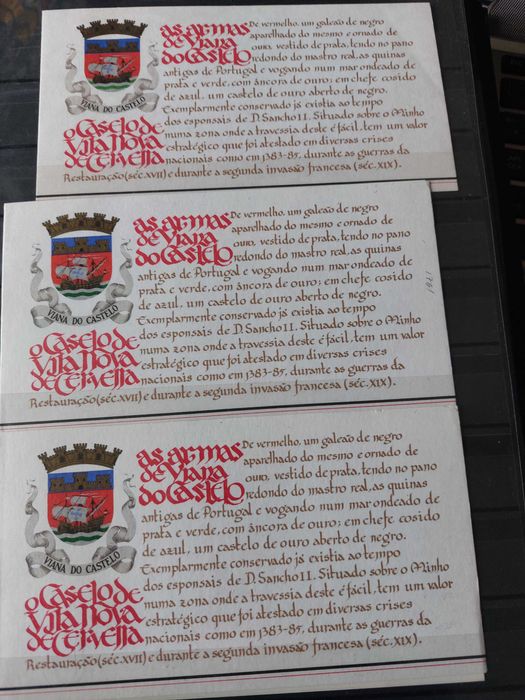 as armas
de Viana
do Castelo
De vermelho, um galeão de negro
aparelhado do mesmo e ornado de
ouro, vestido de prata, tendo no pano
redondo do mastro real, as quinas
antigas de Portugal e vogando num mar ondeado de
prata e verde, com âncora de ouro; em chefe cosido
de azul, um castelo de ouro aberto de negro.
VIANA DO CASTELO
o Castelo de
Vila Nova
de Cerveira
Exemplarmente conservado já existia ao tempo
dos esponsais de D. Sancho II. Situado sobre o Minho
numa zona onde a travessia deste é fácil, tem um valor
estratégico que foi atestado em diversas crises
nacionais como em 1383-85, durante as guerras da
Restauração (séc. XVII) e durante a segunda invasão francesa (séc. XIX).
as armas
de Viana
do Castelo
De vermelho, um galeão de negro
aparelhado do mesmo e ornado de
ouro, vestido de prata, tendo no pano
redondo do mastro real, as quinas
antigas de Portugal e vogando num mar ondeado de
prata e verde, com âncora de ouro; em chefe cosido
de azul, um castelo de ouro aberto de negro.
VIANA DO CASTELO
o Castelo de
Vila Nova
de Cerveira
Exemplarmente conservado já existia ao tempo
dos esponsais de D. Sancho II. Situado sobre o Minho
numa zona onde a travessia deste é fácil, tem um valor
estratégico que foi atestado em diversas crises
nacionais como em 1383-85, durante as guerras da
Restauração (séc. XVII) e durante a segunda invasão francesa (séc. XIX).
as armas
de Viana
do Castelo
De vermelho, um galeão de negro
aparelhado do mesmo e ornado de
ouro, vestido de prata, tendo no pano
redondo do mastro real, as quinas
antigas de Portugal e vogando num mar ondeado de
prata e verde, com âncora de ouro; em chefe cosido
de azul, um castelo de ouro aberto de negro.
VIANA DO CASTELO
o Castelo de
Vila Nova
de Cerveira
Exemplarmente conservado já existia ao tempo
dos esponsais de D. Sancho II. Situado sobre o Minho
numa zona onde a travessia deste é fácil, tem um valor
estratégico que foi atestado em diversas crises
nacionais como em 1383-85, durante as guerras da
Restauração (séc. XVII) e durante a segunda invasão francesa (séc. XIX).